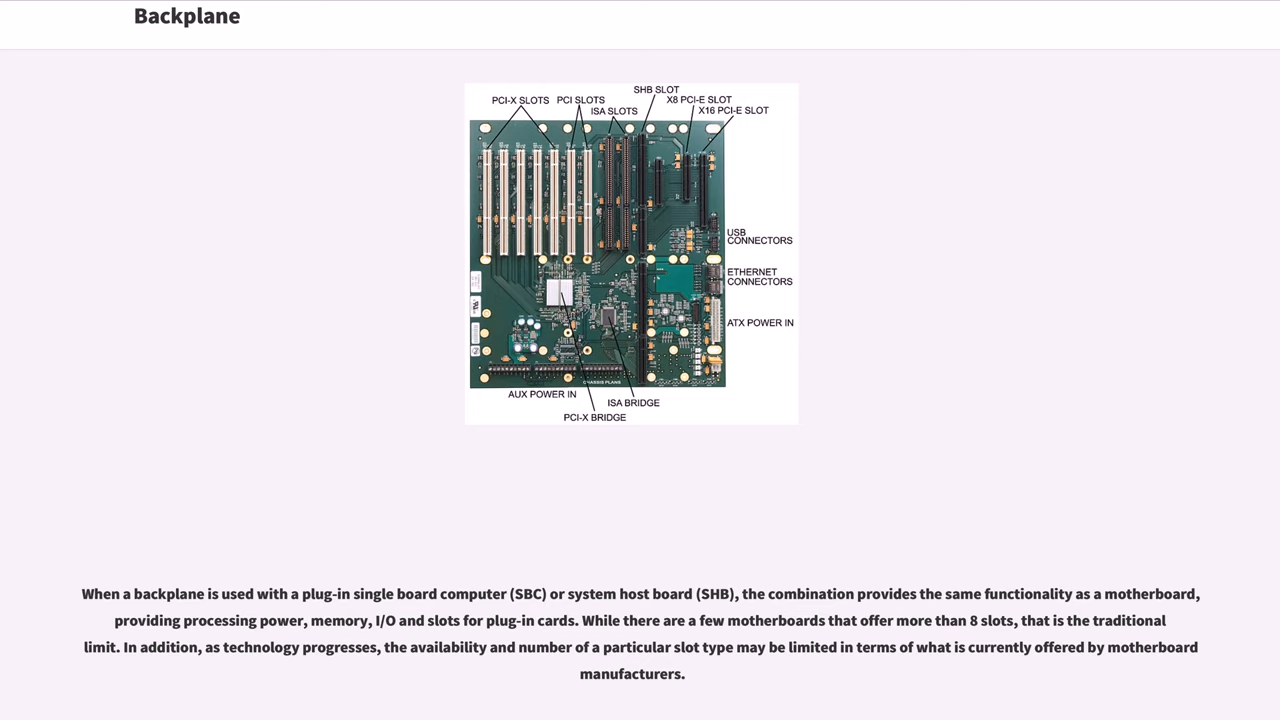 Backplane
SHB SLOT
PCI-X SLOTS
PCI SLOTS
X8 PCI-E SLOT
ISA SLOTS
X16 PCI-E SLOT
USB
CONNECTORS
ETHERNET
CONNECTORS
ATX POWER IN
CHASSIS PLANS
AUX POWER IN
ISA BRIDGE
PCI-X BRIDGE
When a backplane is used with a plug-in single board computer (SBC) or system host board (SHB), the combination provides the same functionality as a motherboard,
providing processing power, memory, I/O and slots for plug-in cards. While there are a few motherboards that offer more than 8 slots, that is the traditional
limit. In addition, as technology progresses, the availability and number of a particular slot type may be limited in terms of what is currently offered by motherboard
manufacturers.